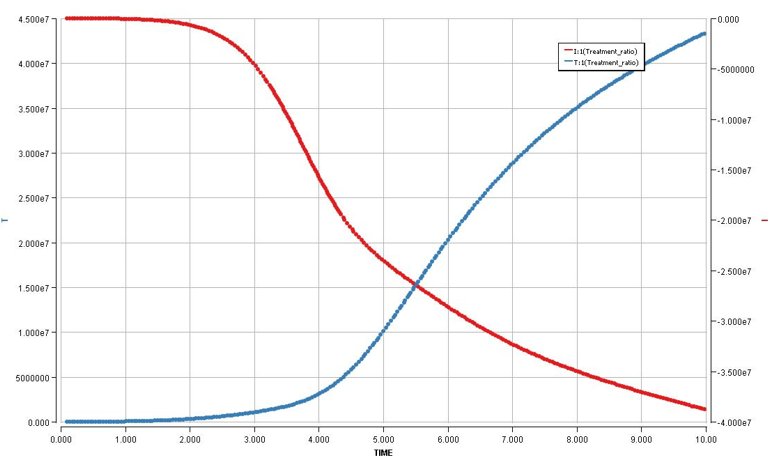 4.500e7
4.000e7
3.500e7
3.000e7
2.500e7
2.000e7
1.500e7
1.000e7
5000000
0.000
T
0.000
-5000000
-1.000e7
-1.500e7
-2.000e7
-2.500e7
-3.000e7
-3.500e7
-4.000e7
I
I:1(Treatment_ratio)
T:1(Treatment_ratio)
0.000 1.000 2.000 3.000 4.000 5.000 6.000 7.000 8.000 9.000 10.00
TIME